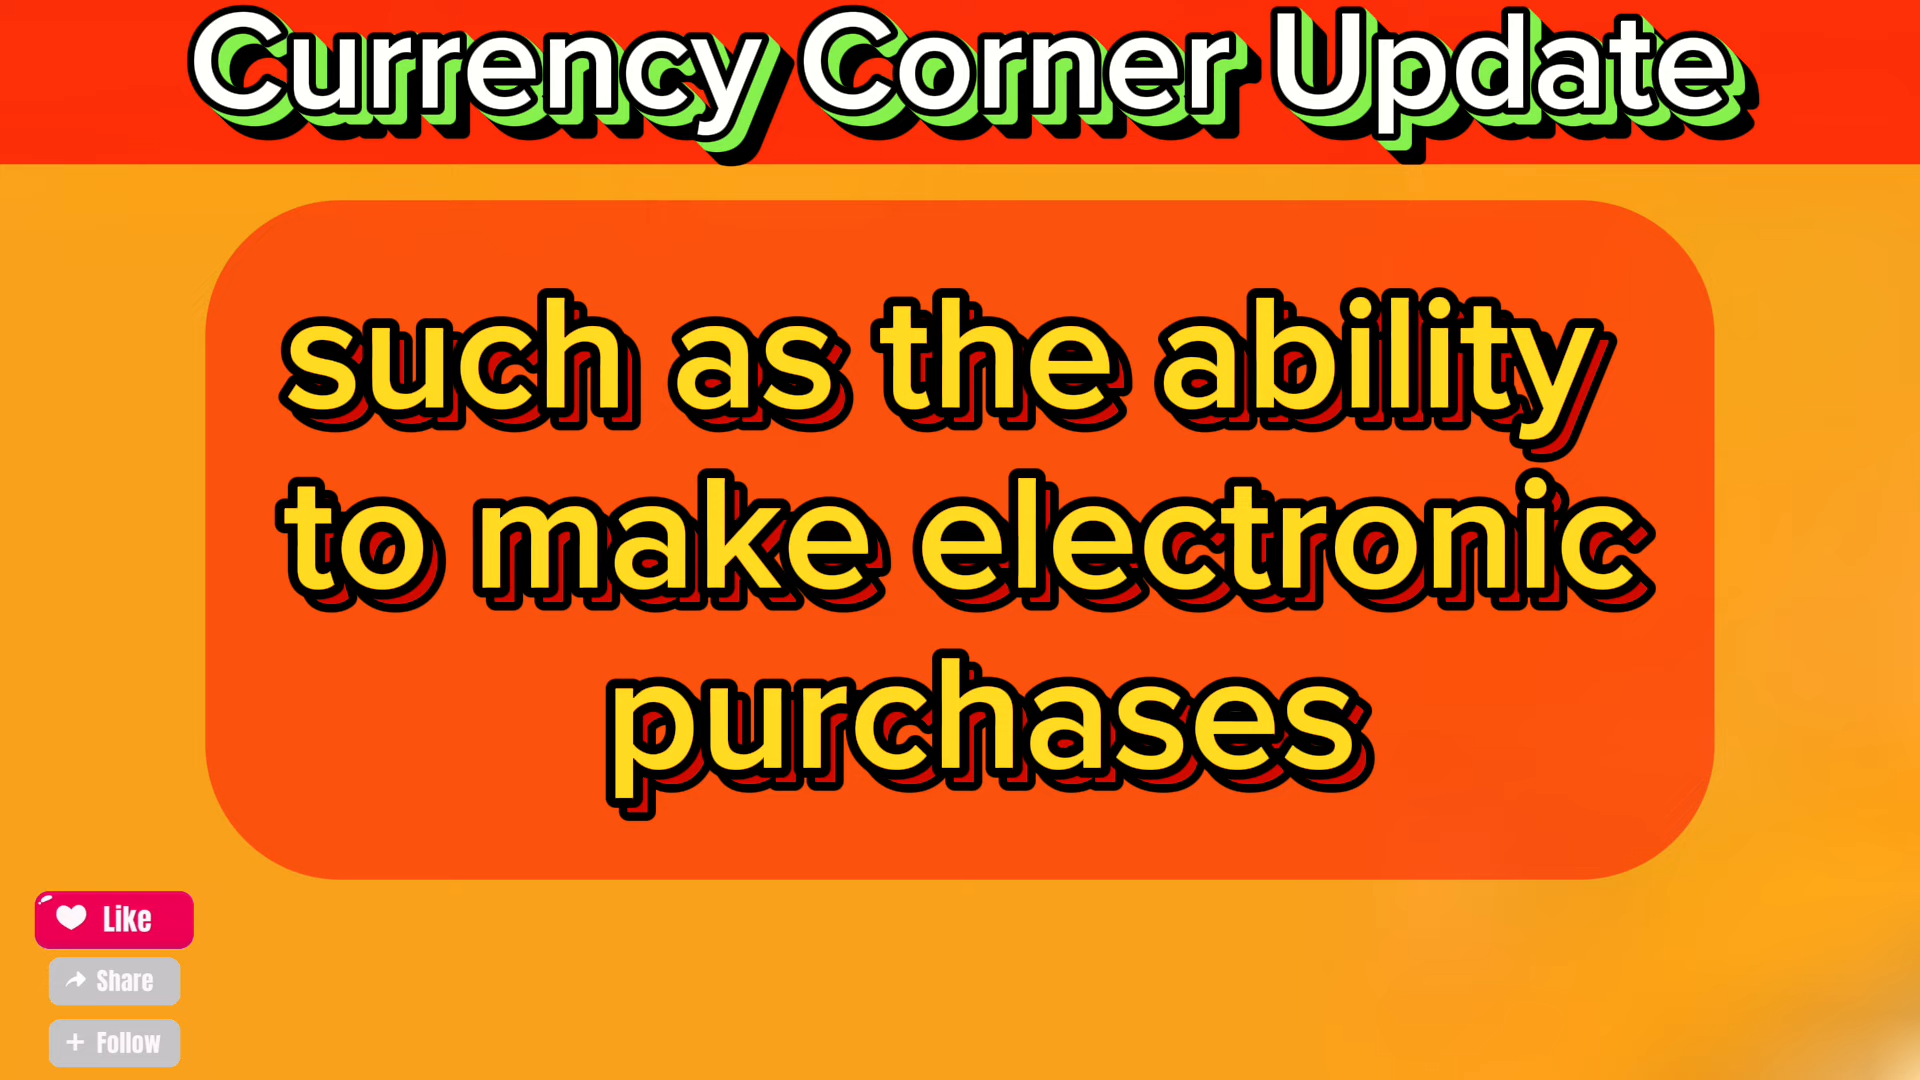 Currency Corner Update
such as the ability
to make electronic
purchases
Like
Share
Follow